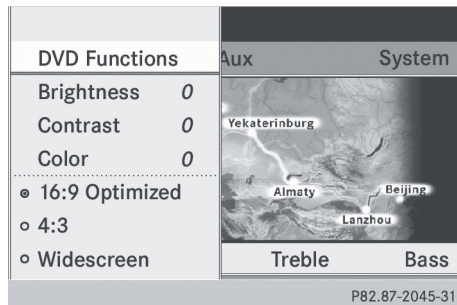 DVD Functions Aux System
Brightness 0
Contrast 0
Color 0
16:9 Optimized
4:3
Widescreen
Yekaterinburg
Almaty
Beijing
Lanzhou
Treble Bass
P82.87-2045-31